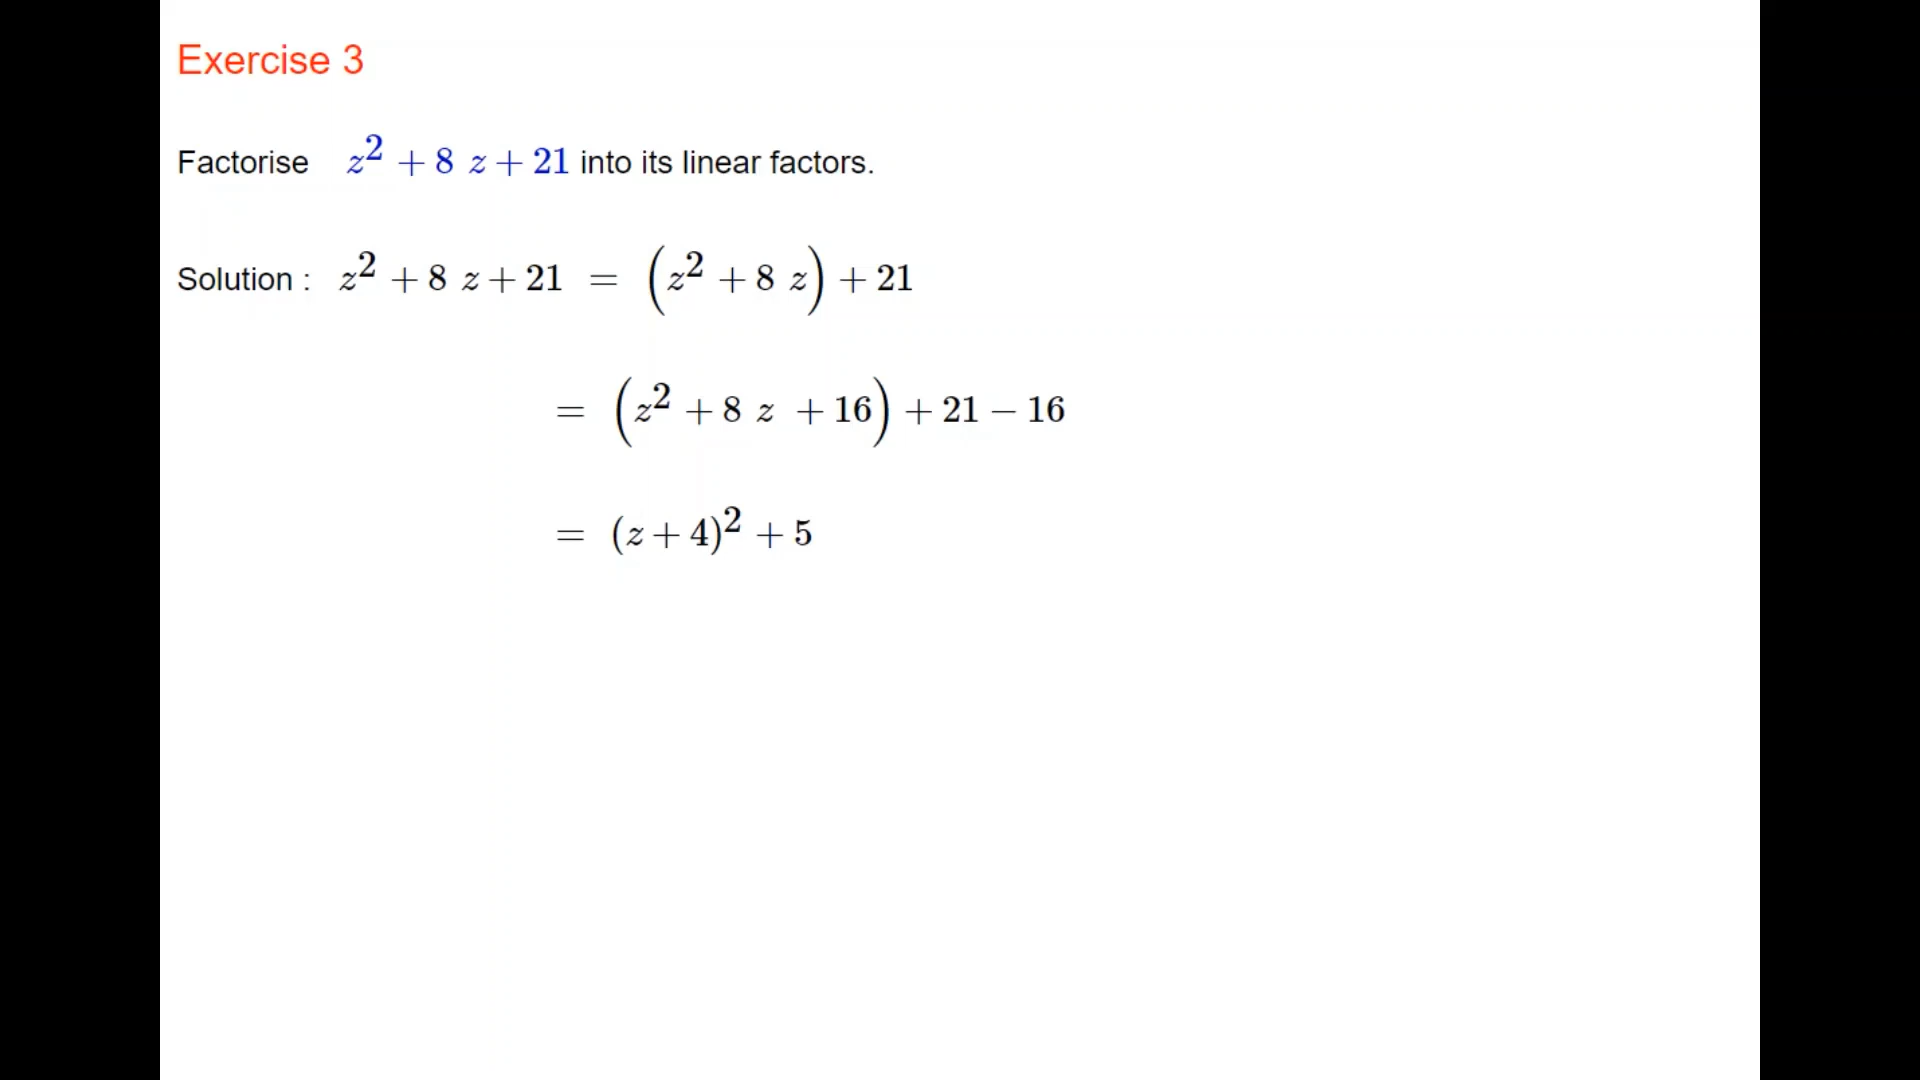 Exercise 3
Factorise z² + 8 z + 21 into its linear factors.
Solution : z² + 8 z + 21 = (z² + 8 z) + 21
= (z² + 8 z + 16) + 21 − 16
= (z + 4)² + 5